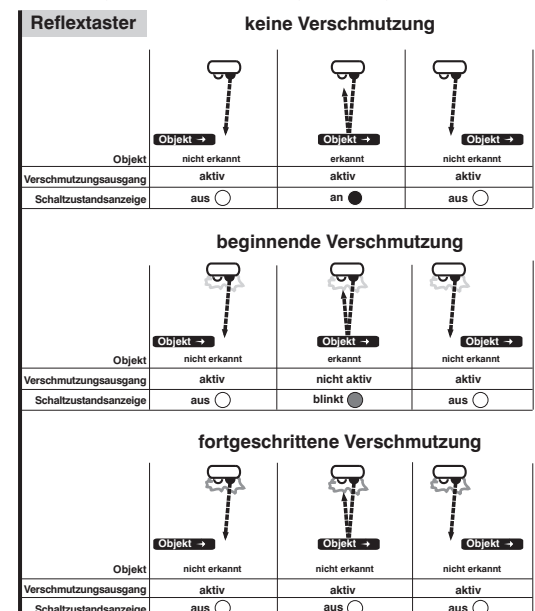 Reflextaster keine Verschmutzung
Objekt → Objekt → Objekt →
Objekt nicht erkannt erkannt nicht erkannt
Verschmutzungsausgang aktiv aktiv aktiv
Schaltzustandsanzeige aus an aus
beginnende Verschmutzung
Objekt → Objekt → Objekt →
Objekt nicht erkannt erkannt nicht erkannt
Verschmutzungsausgang aktiv nicht aktiv aktiv
Schaltzustandsanzeige aus blinkt aus
fortgeschrittene Verschmutzung
Objekt → Objekt → Objekt →
Objekt nicht erkannt nicht erkannt nicht erkannt
Verschmutzungsausgang aktiv aktiv aktiv
Schaltzustandsanzeige aus aus aus